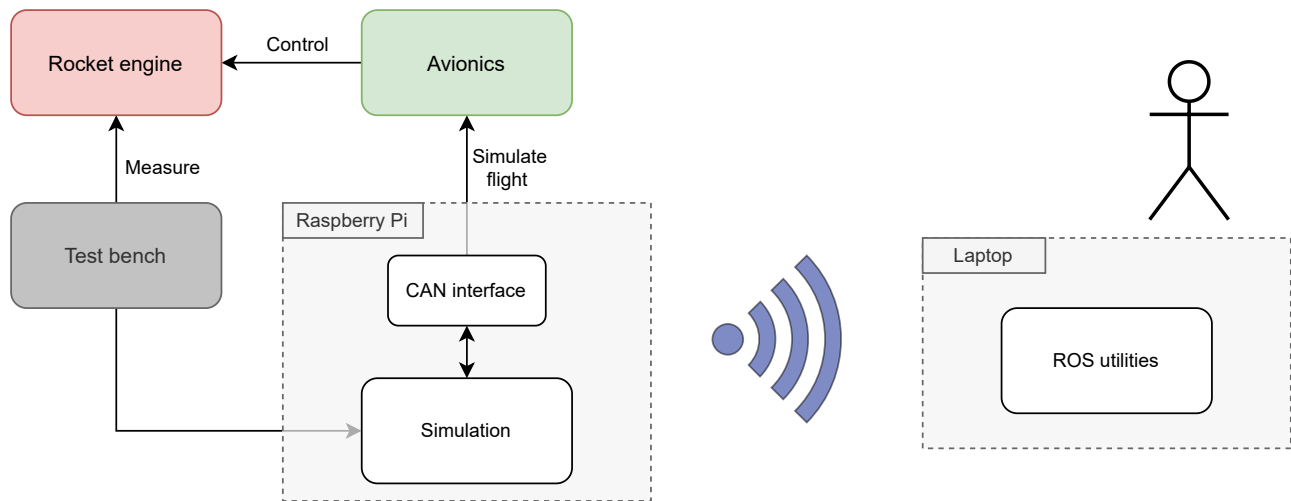 Rocket engine
Control
Avionics
Measure
Simulate
flight
Test bench
Raspberry Pi
CAN interface
Simulation
Laptop
ROS utilities